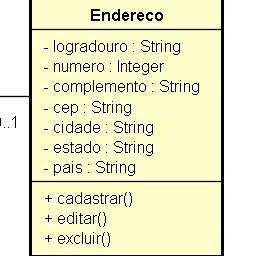 Endereco
- logradouro : String
- numero : Integer
- complemento : String
- cep : String
- cidade : String
- estado : String
- pais : String
..1
+ cadastrar()
+ editar()
+ excluir()